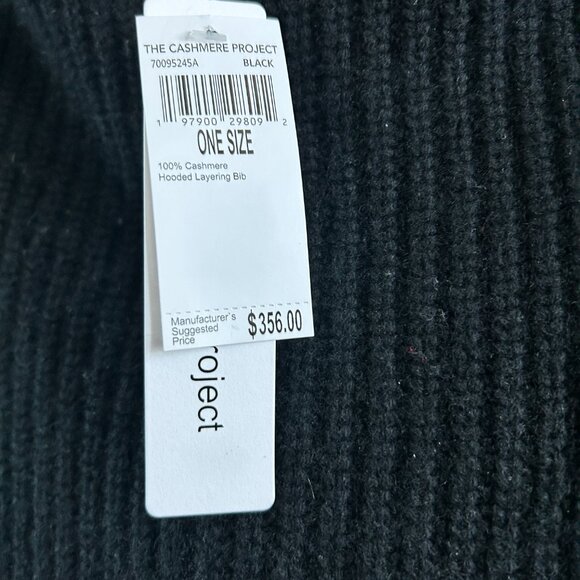 THE CASHMERE PROJECT
7009524SA BLACK
1 97900 29809 2
ONE SIZE
100% Cashmere
Hooded Layering Bib
Manufacturer`s
Suggested
Price
$356.00
roject